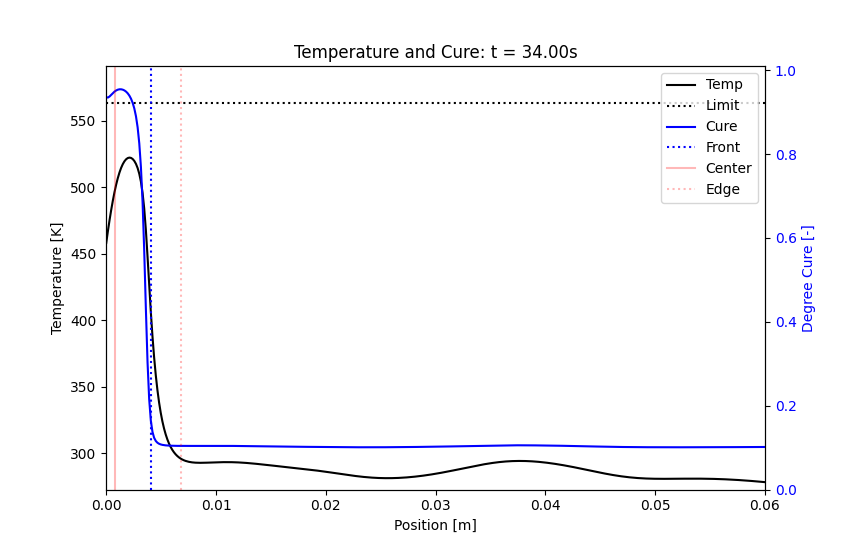 Temperature and Cure: t = 34.00s
Temperature [K]
550
500
450
400
350
300
Temp
Limit
Cure
Front
Center
Edge
1.0
0.8
0.6
0.4
0.2
0.0
Degree Cure [-]
0.00
0.01
0.02
0.03
0.04
0.05
0.06
Position [m]